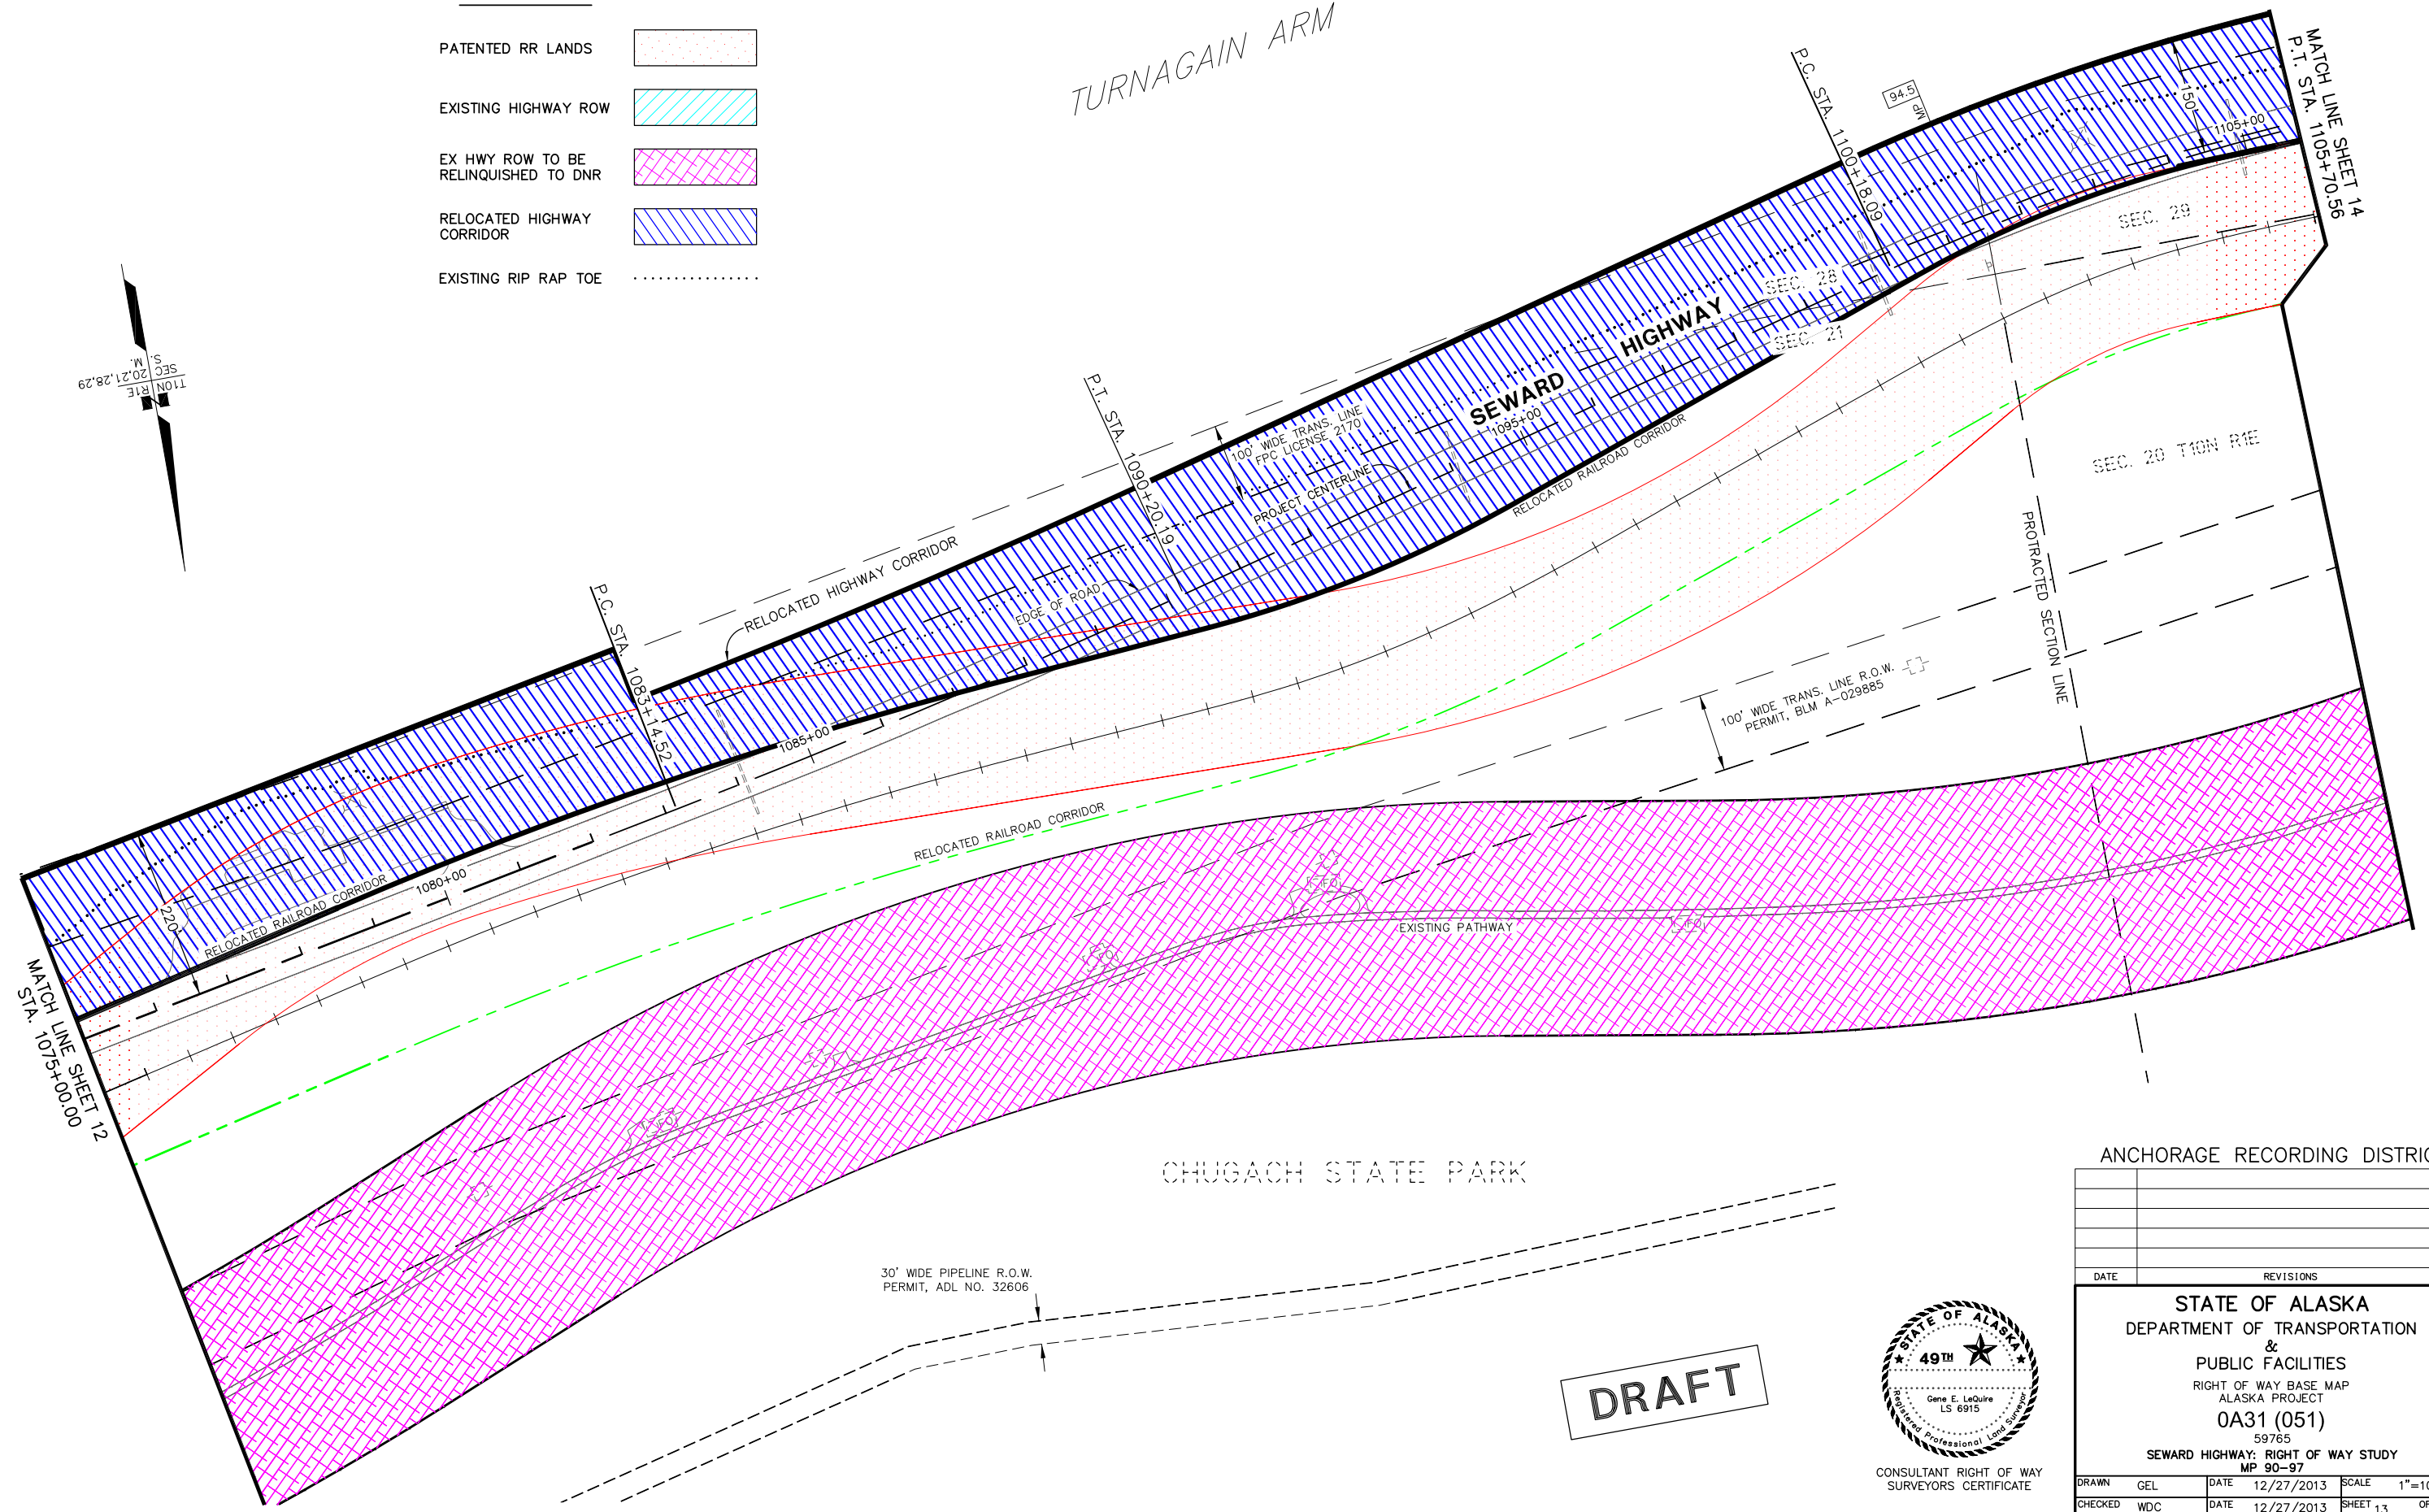 PATENTED RR LANDS
EXISTING HIGHWAY ROW
EX HWY ROW TO BE
RELINQUISHED TO DNR
RELOCATED HIGHWAY
CORRIDOR
EXISTING RIP RAP TOE
TURNAGAIN ARM
T10N R1E
SEC 20,21,28,29
S. M.
N
MATCH LINE SHEET 14
P.T. STA. 1105+70.56
150'
1105+00
94.5
MP
P.C. STA. 1100+18.09
SEC. 29
SEC. 28
SEC. 21
SEWARD HIGHWAY
1095+00
100' WIDE TRANS. LINE
FPC LICENSE 2170
PROJECT CENTERLINE
RELOCATED RAILROAD CORRIDOR
P.T. STA. 1090+20.19
EDGE OF ROAD
RELOCATED HIGHWAY CORRIDOR
P.C. STA. 1083+14.52
1085+00
SEC. 20 T10N R1E
PROTRACTED SECTION LINE
100' WIDE TRANS. LINE R.O.W.
PERMIT, BLM A-029885
RELOCATED RAILROAD CORRIDOR
1080+00
RELOCATED RAILROAD CORRIDOR
220'
MATCH LINE SHEET 12
STA. 1075+00.00
FO
FO
FO
FO
EXISTING PATHWAY
CHUGACH STATE PARK
30' WIDE PIPELINE R.O.W.
PERMIT, ADL NO. 32606
DRAFT
STATE OF ALASKA
49TH
Gene E. LeQuire
LS 6915
Registered Professional Land Surveyor
CONSULTANT RIGHT OF WAY
SURVEYORS CERTIFICATE
ANCHORAGE RECORDING
DATE REVISIONS
STATE OF ALASKA
DEPARTMENT OF TRANSPORTATION
&
PUBLIC FACILITIES
RIGHT OF WAY BASE MAP
ALASKA PROJECT
0A31 (051)
59765
SEWARD HIGHWAY: RIGHT OF WAY STUDY
MP 90-97
DRAWN GEL DATE 12/27/2013 SCALE
CHECKED WDC DATE 12/27/2013 SHEET 13